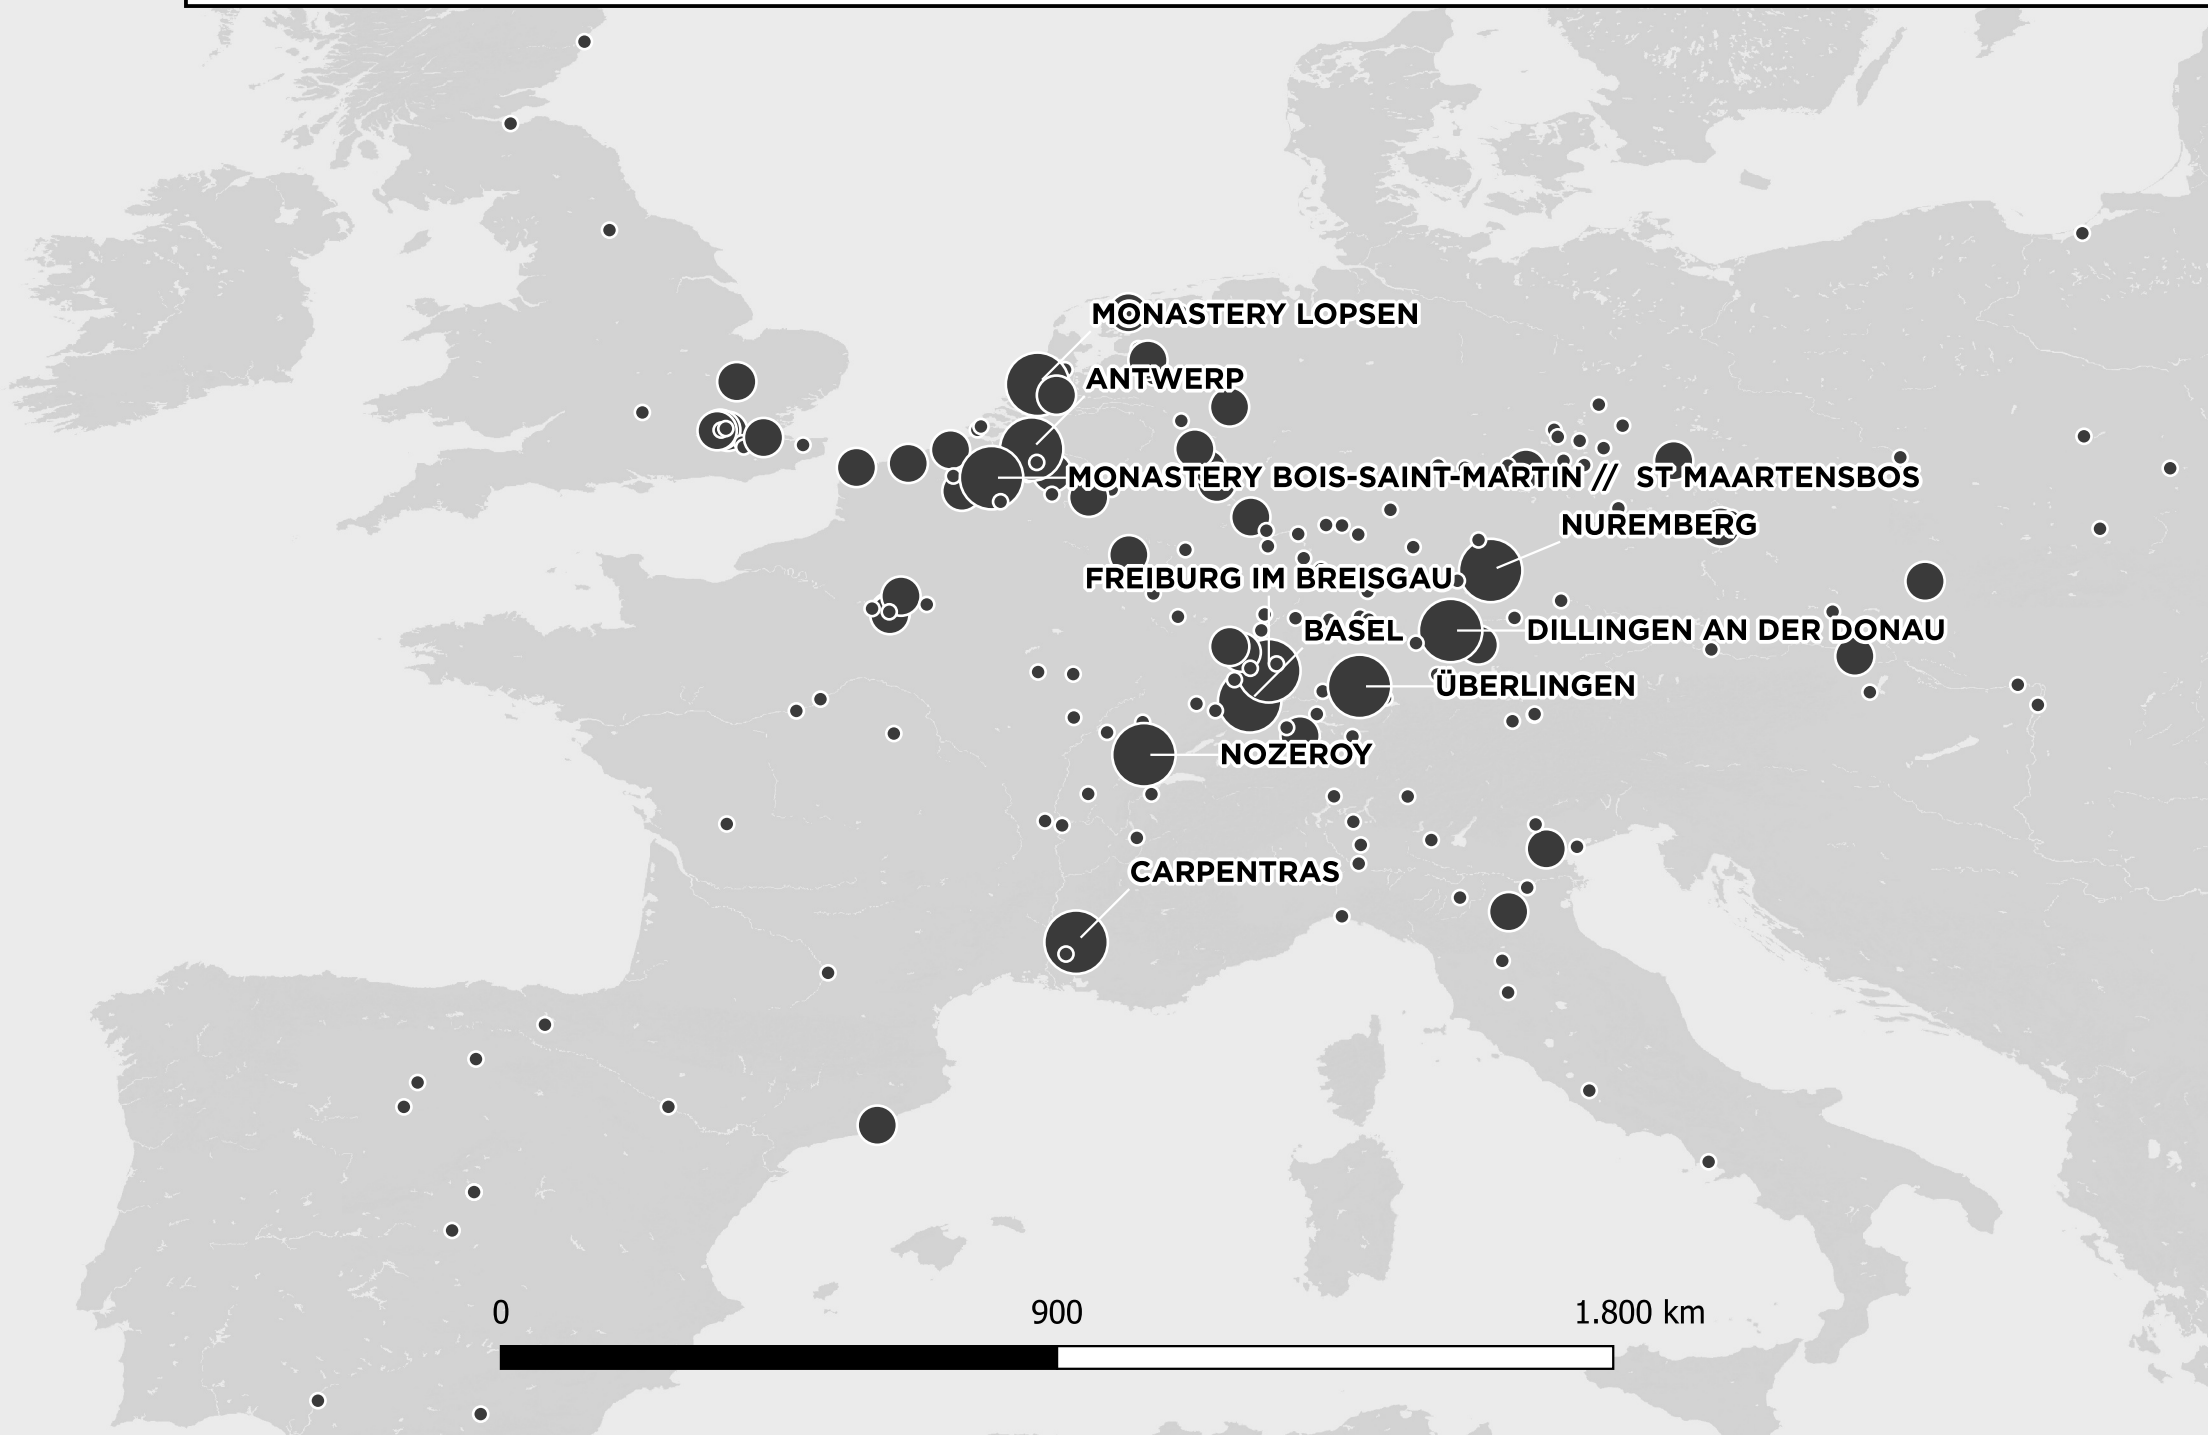 MONASTERY LOPSEN
ANTWERP
MONASTERY BOIS-SAINT-MARTIN // ST MAARTENSBOS
NUREMBERG
FREIBURG IM BREISGAU
BASEL
DILLINGEN AN DER DONAU
ÜBERLINGEN
NOZEROY
CARPENTRAS
0 900 1.800 km